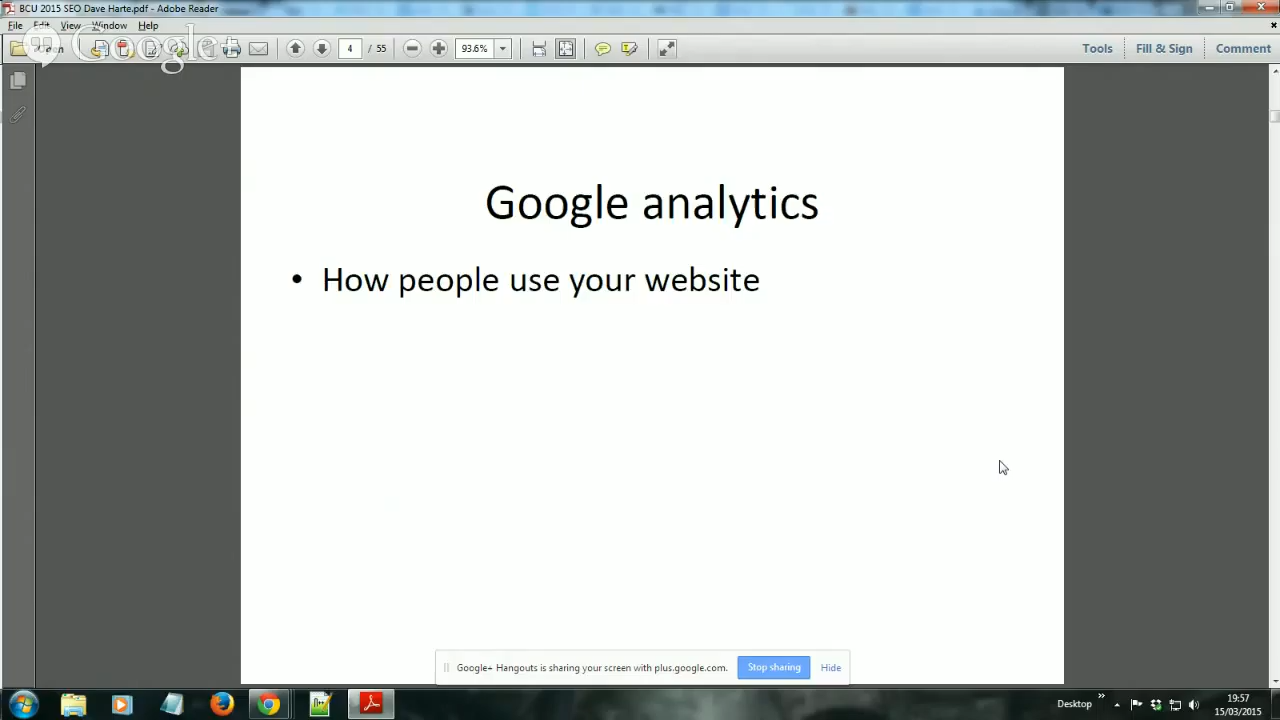 BCU 2015 SEO Dave Harte.pdf - Adobe Reader
File Edit View Window Help
Google+
4 / 55
93.6%
Tools Fill & Sign Comment
Google analytics
• How people use your website
Google+ Hangouts is sharing your screen with plus.google.com. Stop sharing Hide
Desktop
19:57
15/03/2015